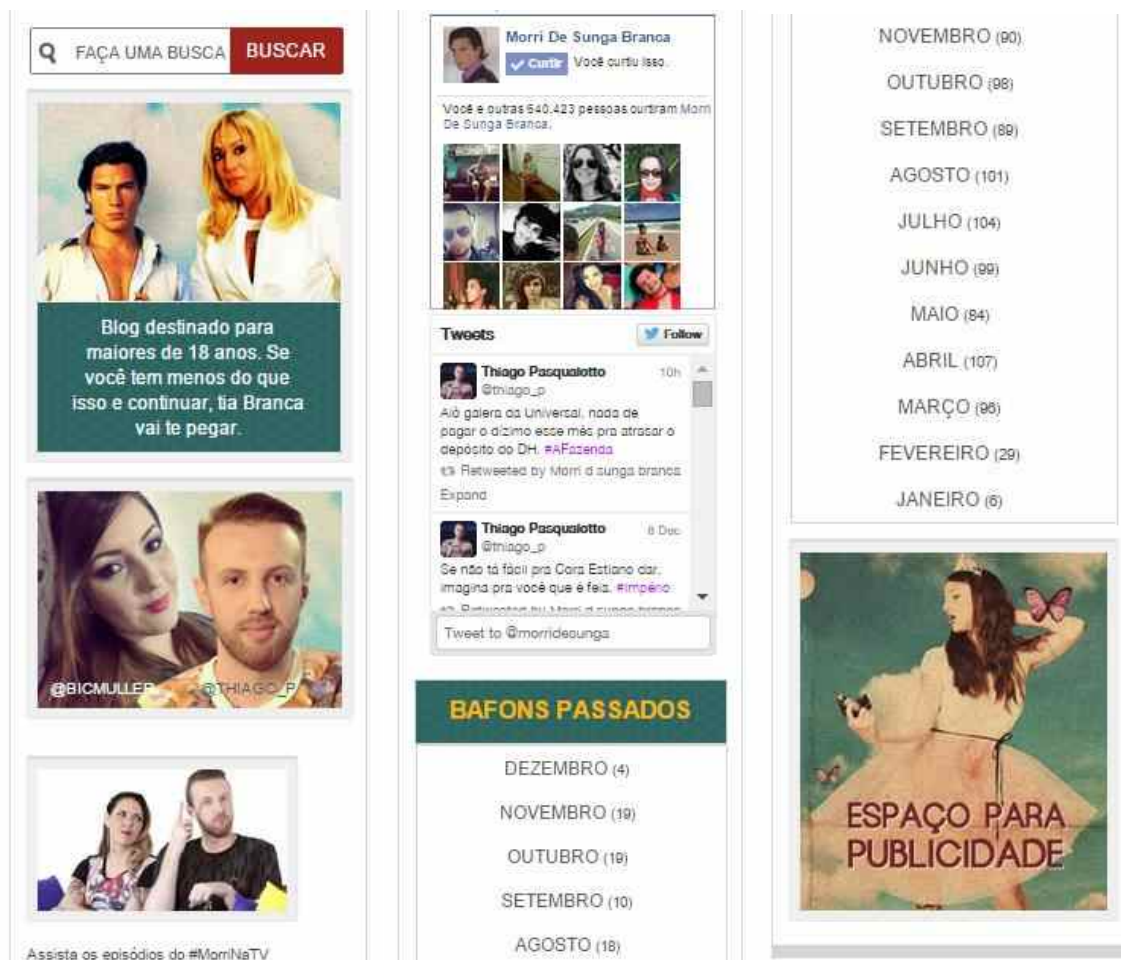 FAÇA UMA BUSCA
BUSCAR
Blog destinado para
maiores de 18 anos. Se
você tem menos do que
isso e continuar, tia Branca
vai te pegar.
@BICMULLER
@THIAGO_P
Assista os episódios do #MorriNaTV
Morri De Sunga Branca
Curtir
Você curtiu isso.
Você e outras 540.423 pessoas curtiram Morri
De Sunga Branca.
Tweets
Follow
Thiago Pasqualotto
10h
@thiago_p
Alô galera da Universal, nada de
pagar o dízimo esse mês pra atrasar o
depósito do DH. #AFazenda
Retweeted by Morri d sunga branca
Expand
Thiago Pasqualotto
8 Dec
@thiago_p
Se não tá fácil pra Cora Estiano dar,
imagina pra você que é feia. #Império
Retweeted by Morri d sunga branca
Tweet to @morridesunga
BAFONS PASSADOS
DEZEMBRO (4)
NOVEMBRO (19)
OUTUBRO (19)
SETEMBRO (10)
AGOSTO (18)
NOVEMBRO (90)
OUTUBRO (98)
SETEMBRO (89)
AGOSTO (101)
JULHO (104)
JUNHO (99)
MAIO (84)
ABRIL (107)
MARÇO (96)
FEVEREIRO (29)
JANEIRO (6)
ESPAÇO PARA
PUBLICIDADE